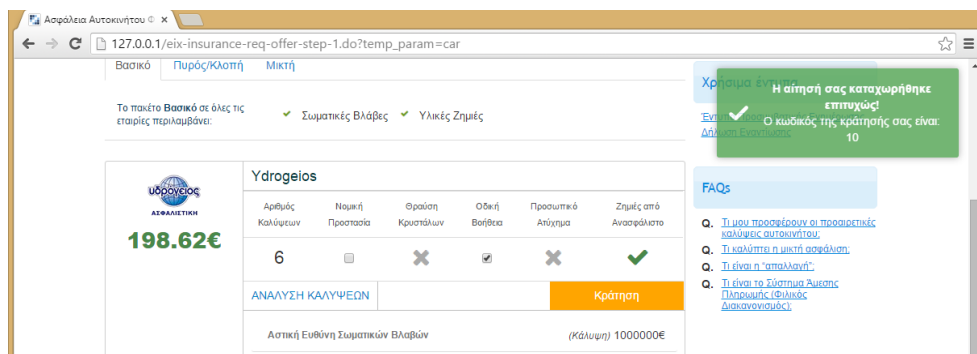 Ασφάλεια Αυτοκινήτου
127.0.0.1/eix-insurance-req-offer-step-1.do?temp_param=car
Βασικό Πυρός/Κλοπή Μικτή
Το πακέτο Βασικό σε όλες τις
εταιρίες περιλαμβάνει:
Σωματικές Βλάβες Υλικές Ζημιές
Χρήσιμα έντυπα
Δήλωση Εναντίωσης
Η αίτησή σας καταχωρήθηκε
επιτυχώς!
Ο κωδικός της κράτησής σας είναι:
10
υδρόγειος
ΑΣΦΑΛΙΣΤΙΚΗ
198.62€
Ydrogeios
Αριθμός
Καλύψεων
Νομική
Προστασία
Θραύση
Κρυστάλων
Οδική
Βοήθεια
Προσωπικό
Ατύχημα
Ζημιές από
Ανασφάλιστο
6
ΑΝΑΛΥΣΗ ΚΑΛΥΨΕΩΝ
Κράτηση
Αστική Ευθύνη Σωματικών Βλαβών (Κάλυψη) 1000000€
FAQs
Q. Τι μου προσφέρουν οι προαιρετικές
καλύψεις αυτοκινήτου;
Q. Τι καλύπτει η μικτή ασφάλιση;
Q. Τι είναι η "απαλλαγή";
Q. Τι είναι το Σύστημα Άμεσης
Πληρωμής (Φιλικός
Διακανονισμός);